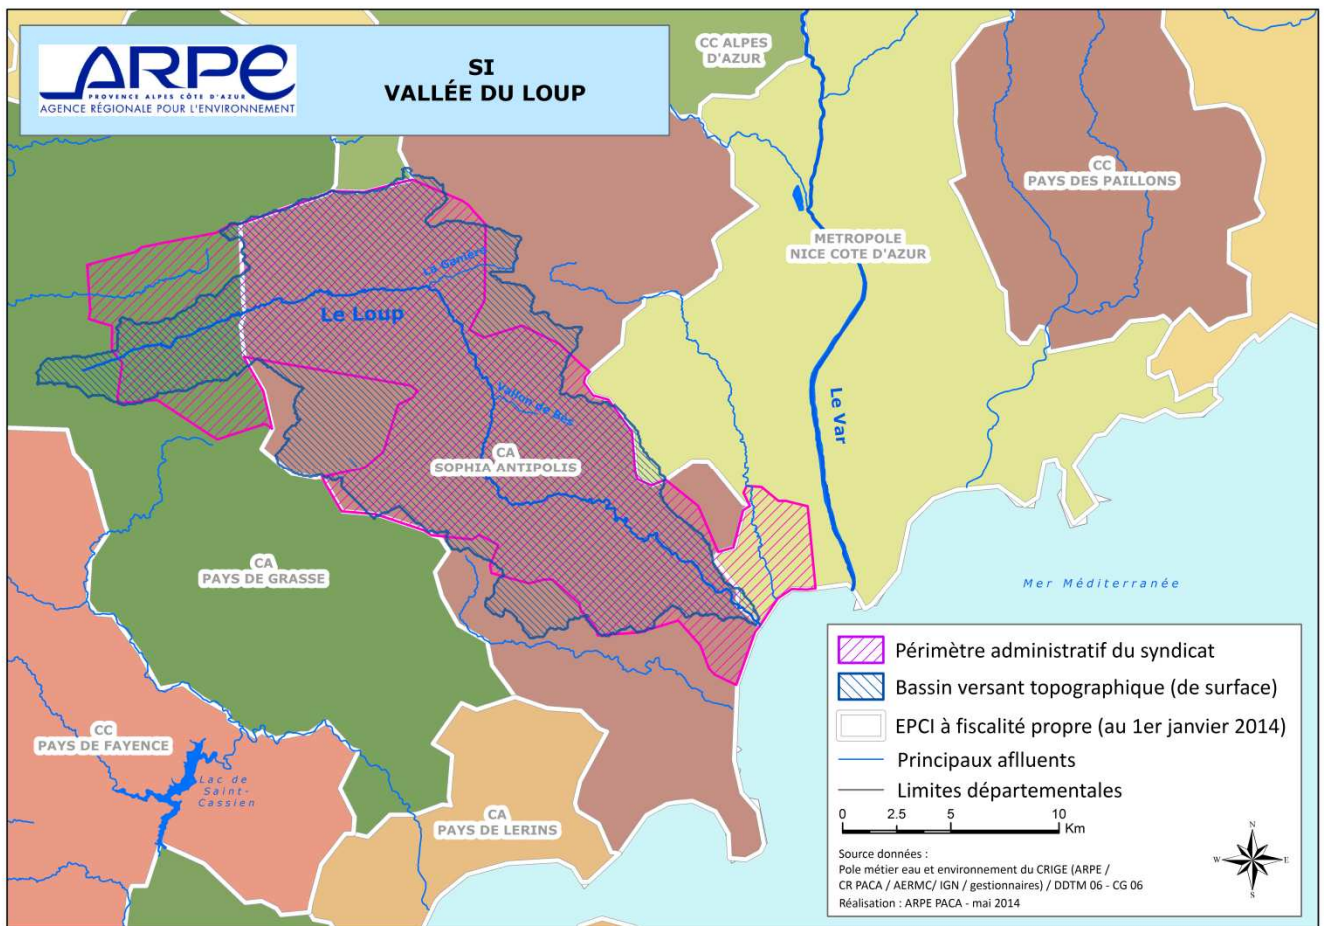 ARPE
PROVENCE ALPES CÔTE D'AZUR
AGENCE RÉGIONALE POUR L'ENVIRONNEMENT
SI
VALLÉE DU LOUP
CC ALPES
D'AZUR
CC
PAYS DES PAILLONS
METROPOLE
NICE COTE D'AZUR
La Ganière
Le Loup
Vallon de Bès
Le Var
CA
SOPHIA ANTIPOLIS
CA
PAYS DE GRASSE
Mer Méditerranée
CC
PAYS DE FAYENCE
Lac de
Saint-
Cassien
CA
PAYS DE LERINS
Périmètre administratif du syndicat
Bassin versant topographique (de surface)
EPCI à fiscalité propre (au 1er janvier 2014)
Principaux aflluents
Limites départementales
0 2.5 5 10
Km
Source données :
Pole métier eau et environnement du CRIGE (ARPE /
CR PACA / AERMC/ IGN / gestionnaires) / DDTM 06 - CG 06
Réalisation : ARPE PACA - mai 2014
N
W E
S